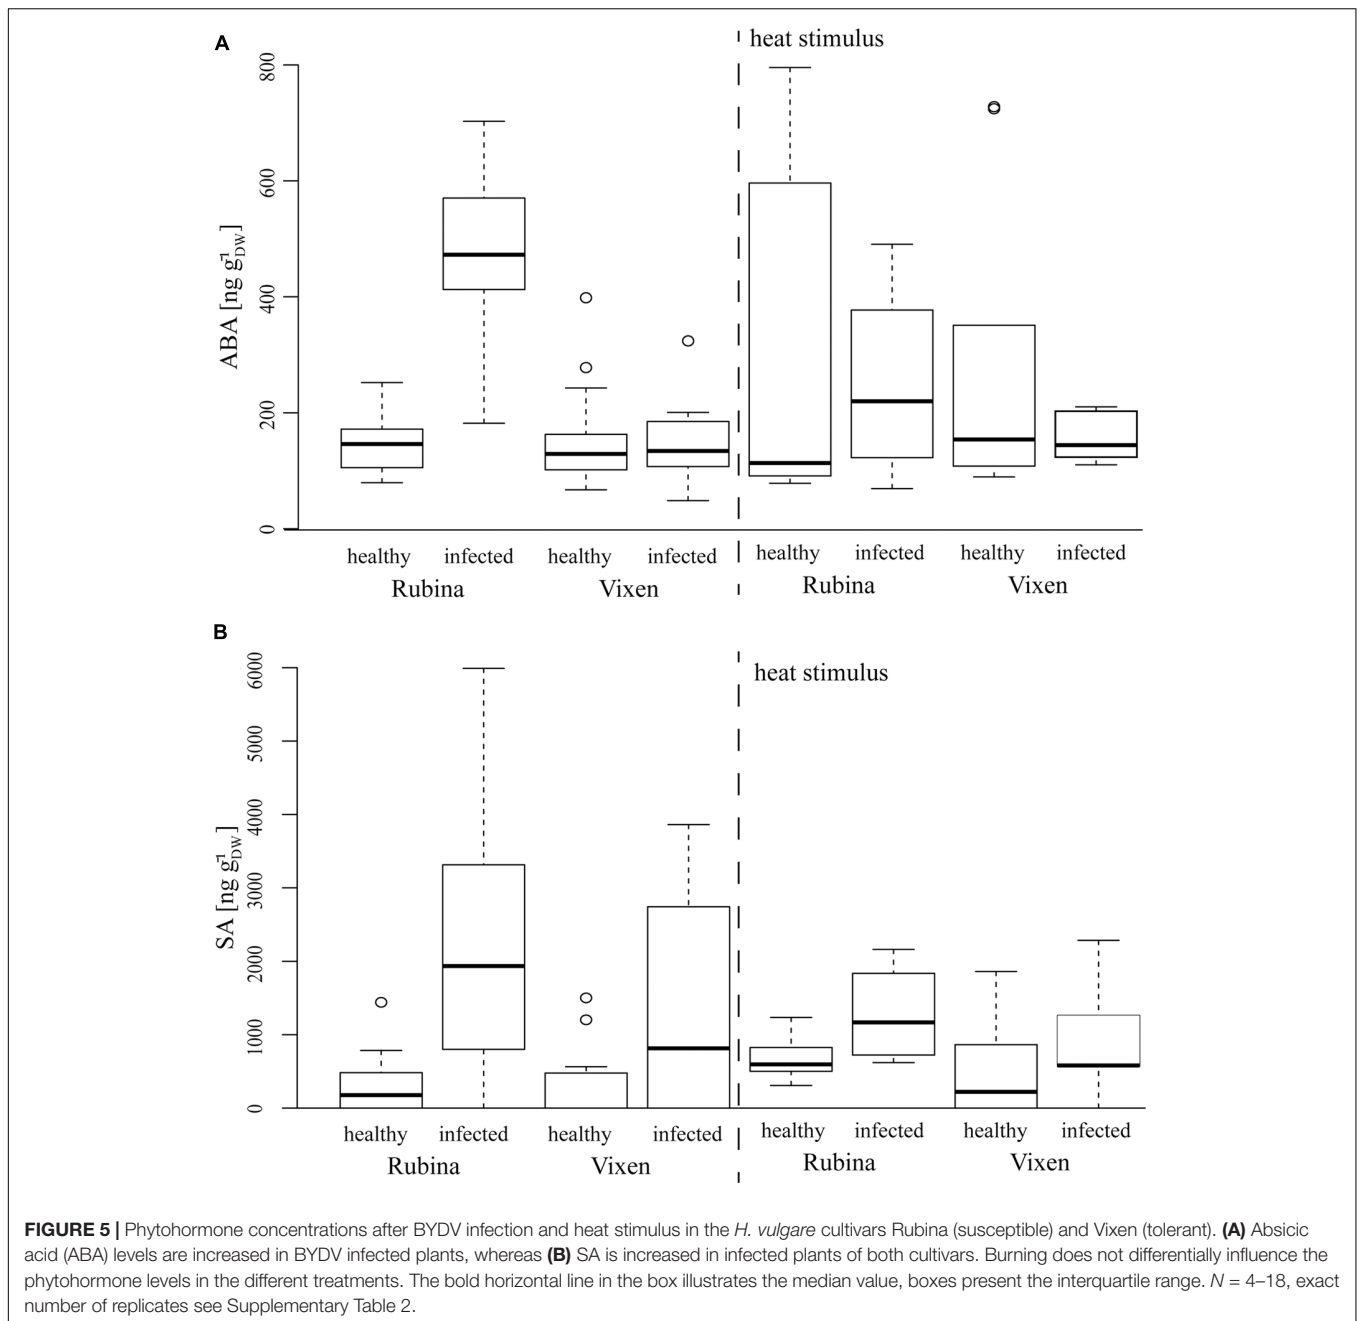 A
heat stimulus
ABA [ng g⁻¹DW]
800
600
400
200
0
healthy infected healthy infected healthy infected healthy infected
Rubina Vixen Rubina Vixen
B
heat stimulus
SA [ng g⁻¹DW]
6000
5000
4000
3000
2000
1000
0
healthy infected healthy infected healthy infected healthy infected
Rubina Vixen Rubina Vixen
FIGURE 5 | Phytohormone concentrations after BYDV infection and heat stimulus in the H. vulgare cultivars Rubina (susceptible) and Vixen (tolerant). (A) Absicic
acid (ABA) levels are increased in BYDV infected plants, whereas (B) SA is increased in infected plants of both cultivars. Burning does not differentially influence the
phytohormone levels in the different treatments. The bold horizontal line in the box illustrates the median value, boxes present the interquartile range. N = 4–18, exact
number of replicates see Supplementary Table 2.